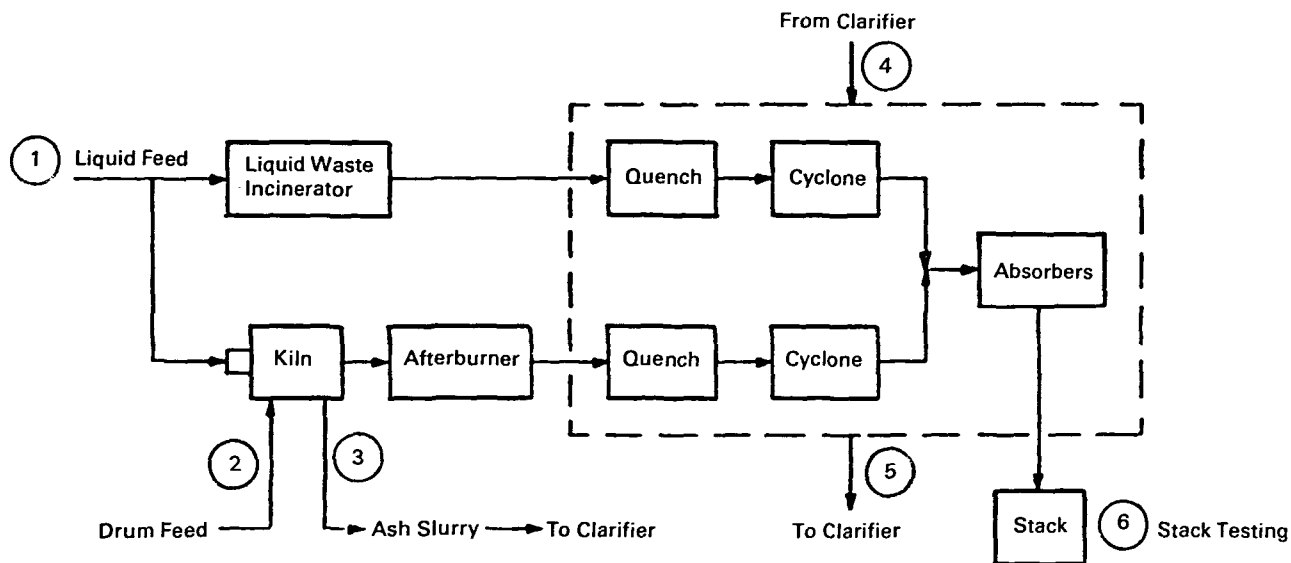 From Clarifier
4
1
Liquid Feed
Liquid Waste
Incinerator
Quench
Cyclone
Absorbers
Kiln
Afterburner
Quench
Cyclone
2
3
5
Drum Feed
Ash Slurry
To Clarifier
To Clarifier
Stack
6
Stack Testing